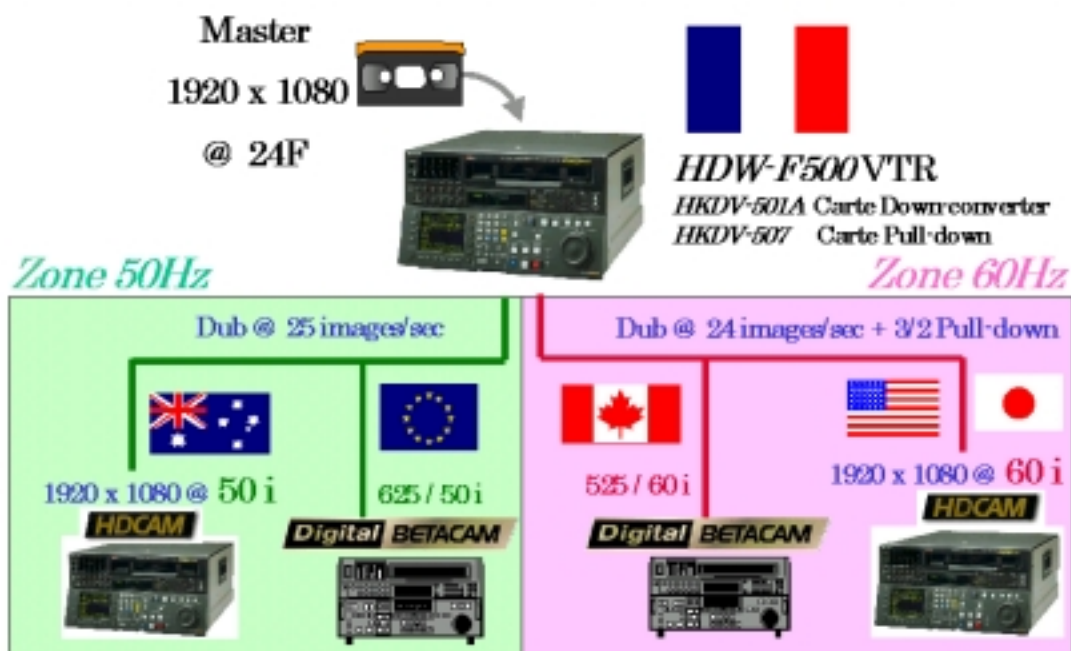 Master
1920 x 1080
@ 24F
HDW-F500 VTR
HKDV-501A Carte Down-converter
HKDV-507 Carte Pull-down
Zone 50Hz
Zone 60Hz
Dub @ 25 images/sec
Dub @ 24 images/sec + 3/2 Pull-down
1920 x 1080 @ 50 i
625 / 50 i
525 / 60 i
1920 x 1080 @ 60 i
HDCAM
Digital BETACAM
Digital BETACAM
HDCAM